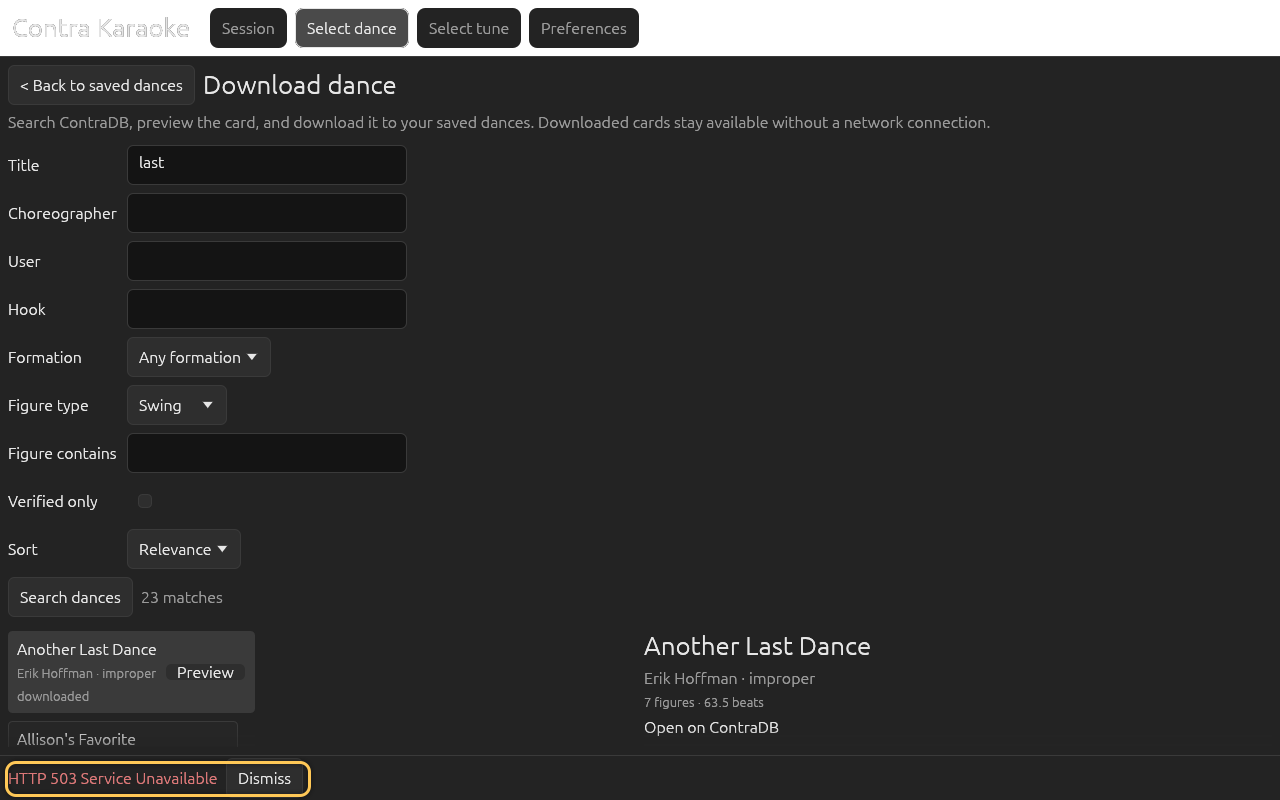 Contra Karaoke Session Select dance Select tune Preferences
< Back to saved dances Download dance
Search ContraDB, preview the card, and download it to your saved dances. Downloaded cards stay available without a network connection.
Title last
Choreographer
User
Hook
Formation Any formation
Figure type Swing
Figure contains
Verified only
Sort Relevance
Search dances 23 matches
Another Last Dance
Erik Hoffman · improper Preview
downloaded
Allison's Favorite
Another Last Dance
Erik Hoffman · improper
7 figures · 63.5 beats
Open on ContraDB
HTTP 503 Service Unavailable Dismiss